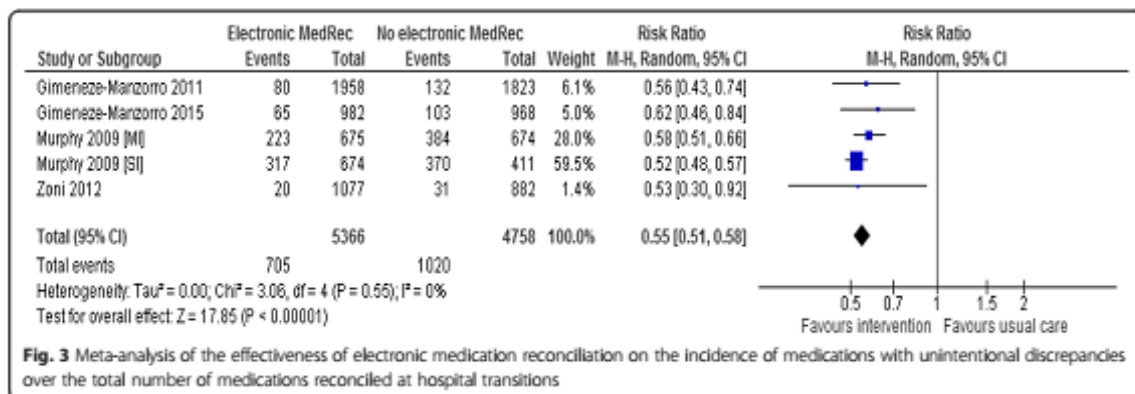 Electronic MedRec No electronic MedRec Risk Ratio Risk Ratio
Study or Subgroup Events Total Events Total Weight M-H, Random, 95% CI M-H, Random, 95% CI
Gimeneze-Manzorro 2011 80 1958 132 1823 6.1% 0.56 [0.43, 0.74]
Gimeneze-Manzorro 2015 65 982 103 968 5.0% 0.62 [0.46, 0.84]
Murphy 2009 [MI] 223 675 384 674 28.0% 0.58 [0.51, 0.66]
Murphy 2009 [SI] 317 674 370 411 59.5% 0.52 [0.48, 0.57]
Zoni 2012 20 1077 31 882 1.4% 0.53 [0.30, 0.92]
Total (95% CI) 5366 4758 100.0% 0.55 [0.51, 0.58]
Total events 705 1020
Heterogeneity: Tau² = 0.00; Chi² = 3.06, df = 4 (P = 0.55); I² = 0%
Test for overall effect: Z = 17.85 (P < 0.00001)
0.5 0.7 1 1.5 2
Favours intervention Favours usual care
Fig. 3 Meta-analysis of the effectiveness of electronic medication reconciliation on the incidence of medications with unintentional discrepancies
over the total number of medications reconciled at hospital transitions